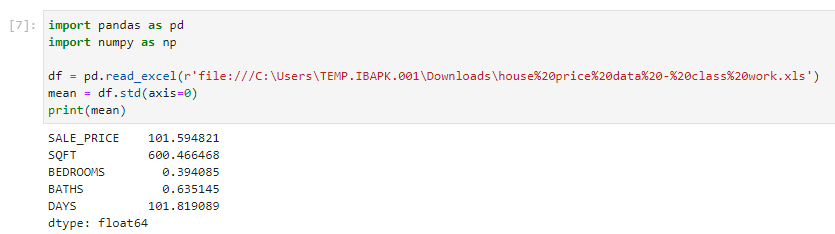 [7]: import pandas as pd
import numpy as np
df = pd.read_excel(r'file:///C:\Users\TEMP.IBAPK.001\Downloads\house%20price%20data%20-%20class%20work.xls')
mean = df.std(axis=0)
print(mean)
SALE_PRICE    101.594821
SQFT          600.466468
BEDROOMS        0.394085
BATHS           0.635145
DAYS          101.819089
dtype: float64